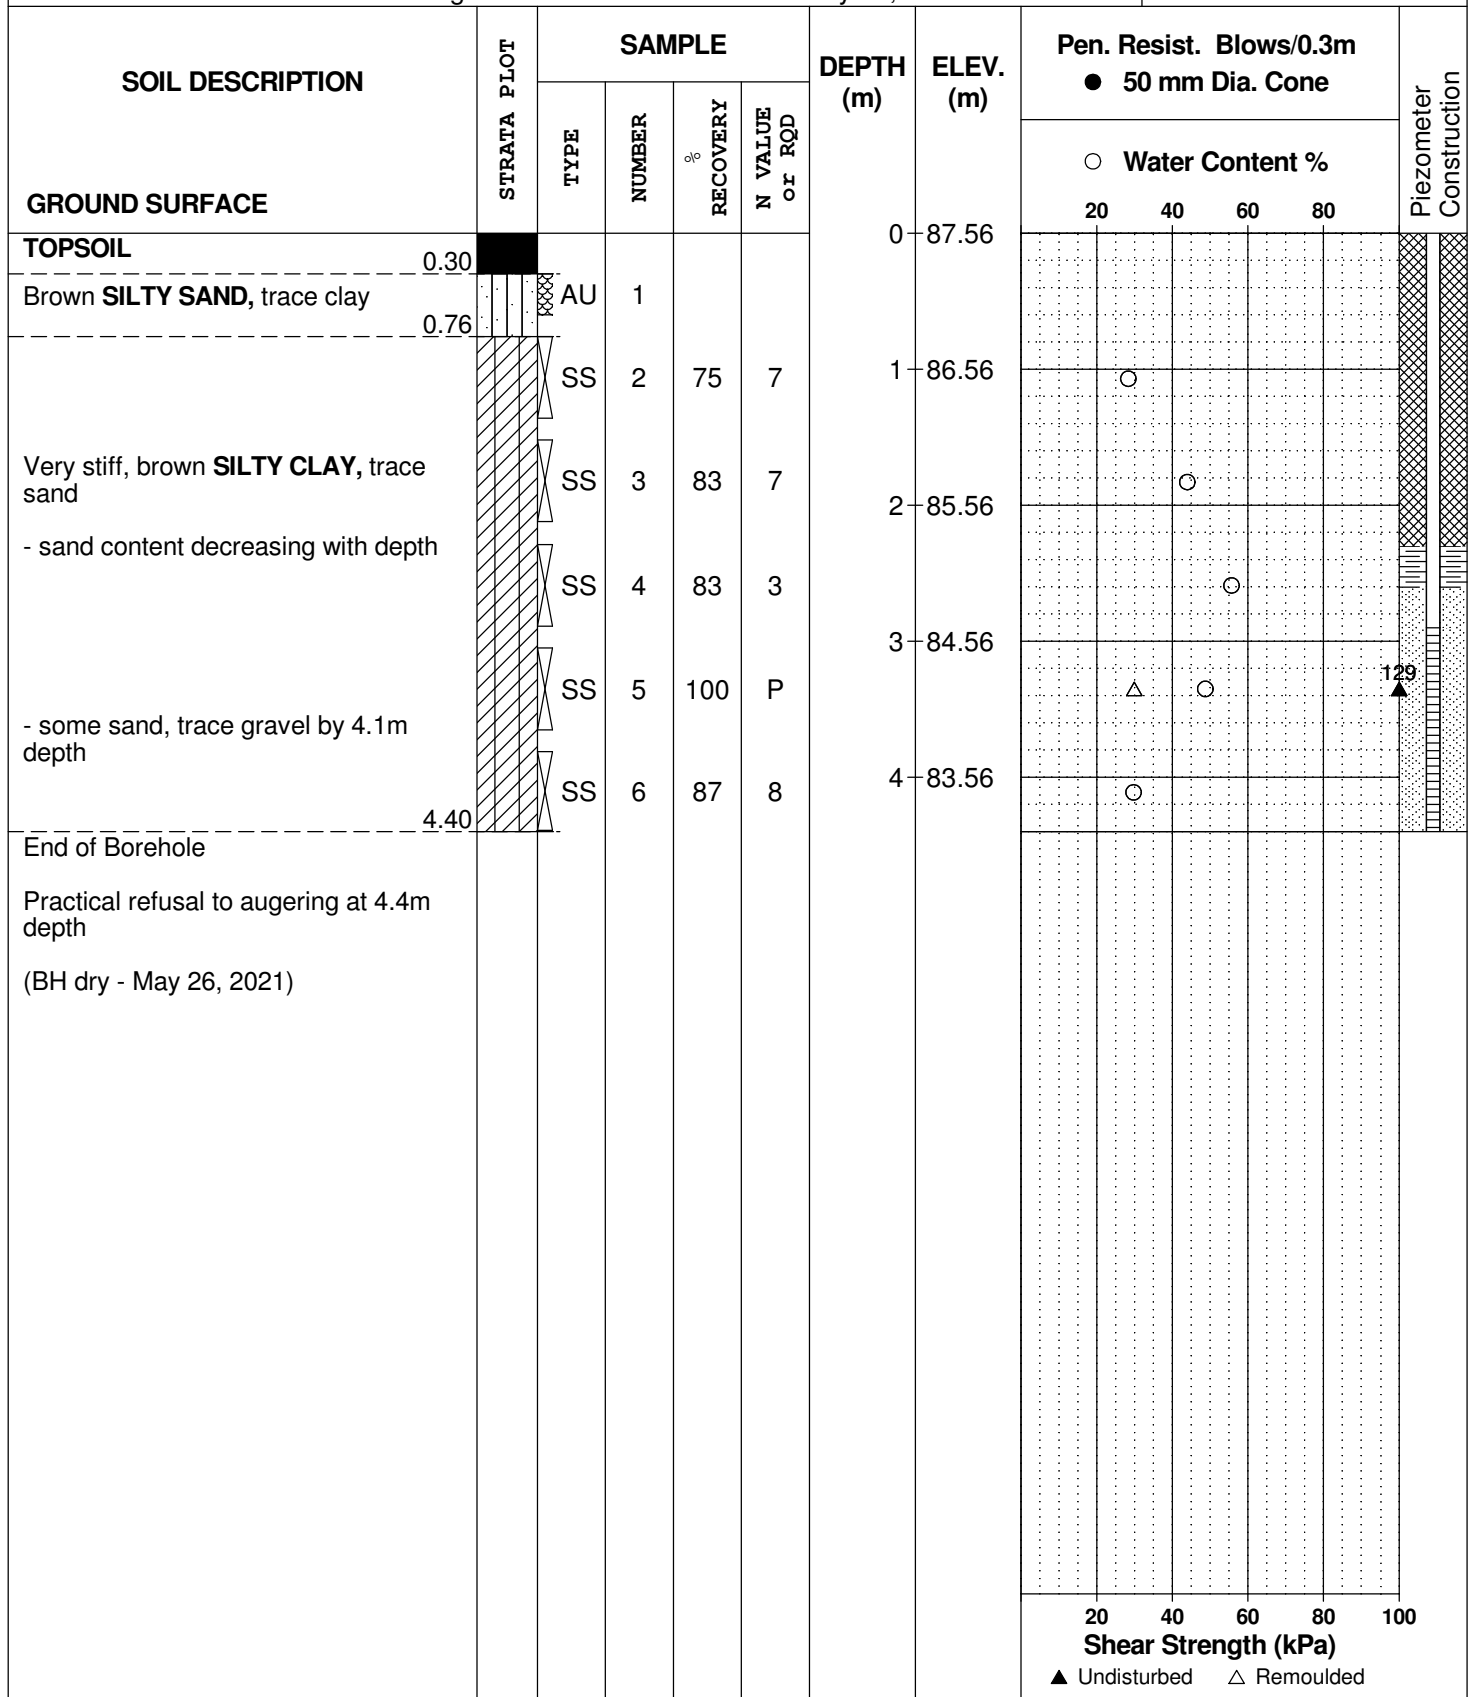 SOIL DESCRIPTION
GROUND SURFACE
STRATA PLOT
SAMPLE
TYPE
NUMBER
%
RECOVERY
N VALUE
or RQD
DEPTH
(m)
ELEV.
(m)
Pen. Resist. Blows/0.3m
● 50 mm Dia. Cone
○ Water Content %
20 40 60 80
Piezometer
Construction
TOPSOIL
0.30
0 87.56
Brown SILTY SAND, trace clay
0.76
AU 1
SS 2 75 7
1 86.56
Very stiff, brown SILTY CLAY, trace
sand
SS 3 83 7
2 85.56
- sand content decreasing with depth
SS 4 83 3
3 84.56
SS 5 100 P
129
- some sand, trace gravel by 4.1m
depth
4 83.56
SS 6 87 8
4.40
End of Borehole
Practical refusal to augering at 4.4m
depth
(BH dry - May 26, 2021)
20 40 60 80 100
Shear Strength (kPa)
▲ Undisturbed △ Remoulded